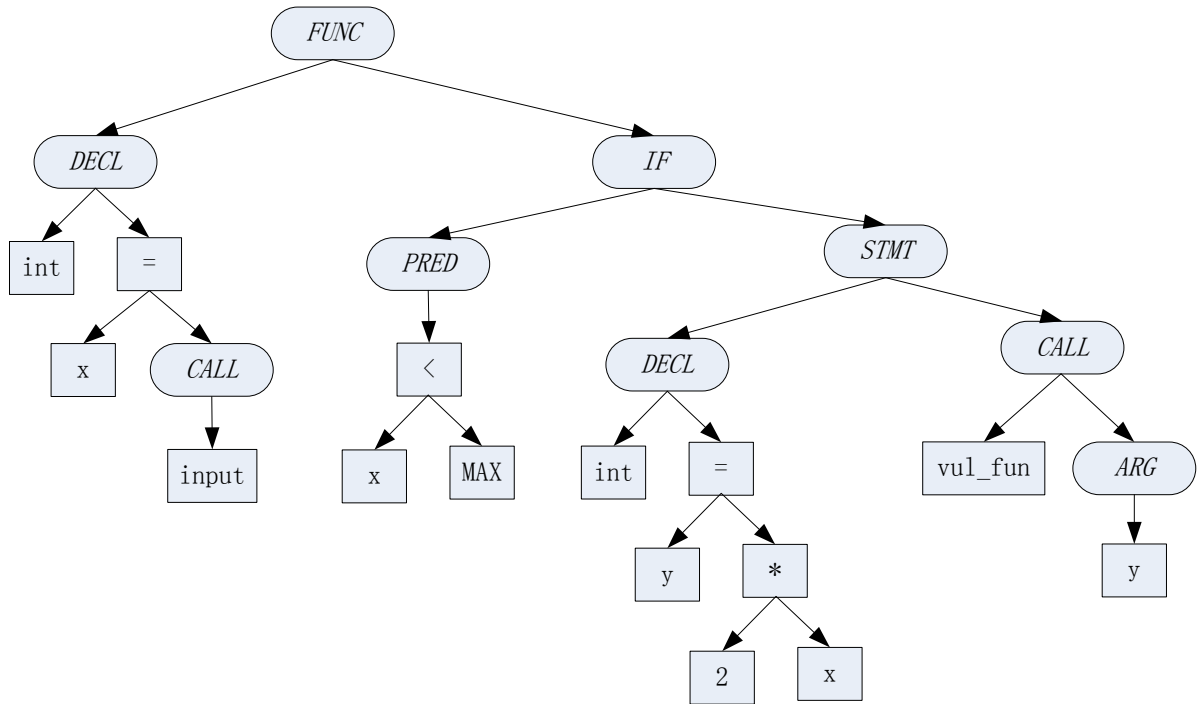 FUNC
DECL
IF
int
=
PRED
STMT
x
CALL
<
DECL
CALL
input
x
MAX
int
=
vul_fun
ARG
y
*
y
2
x